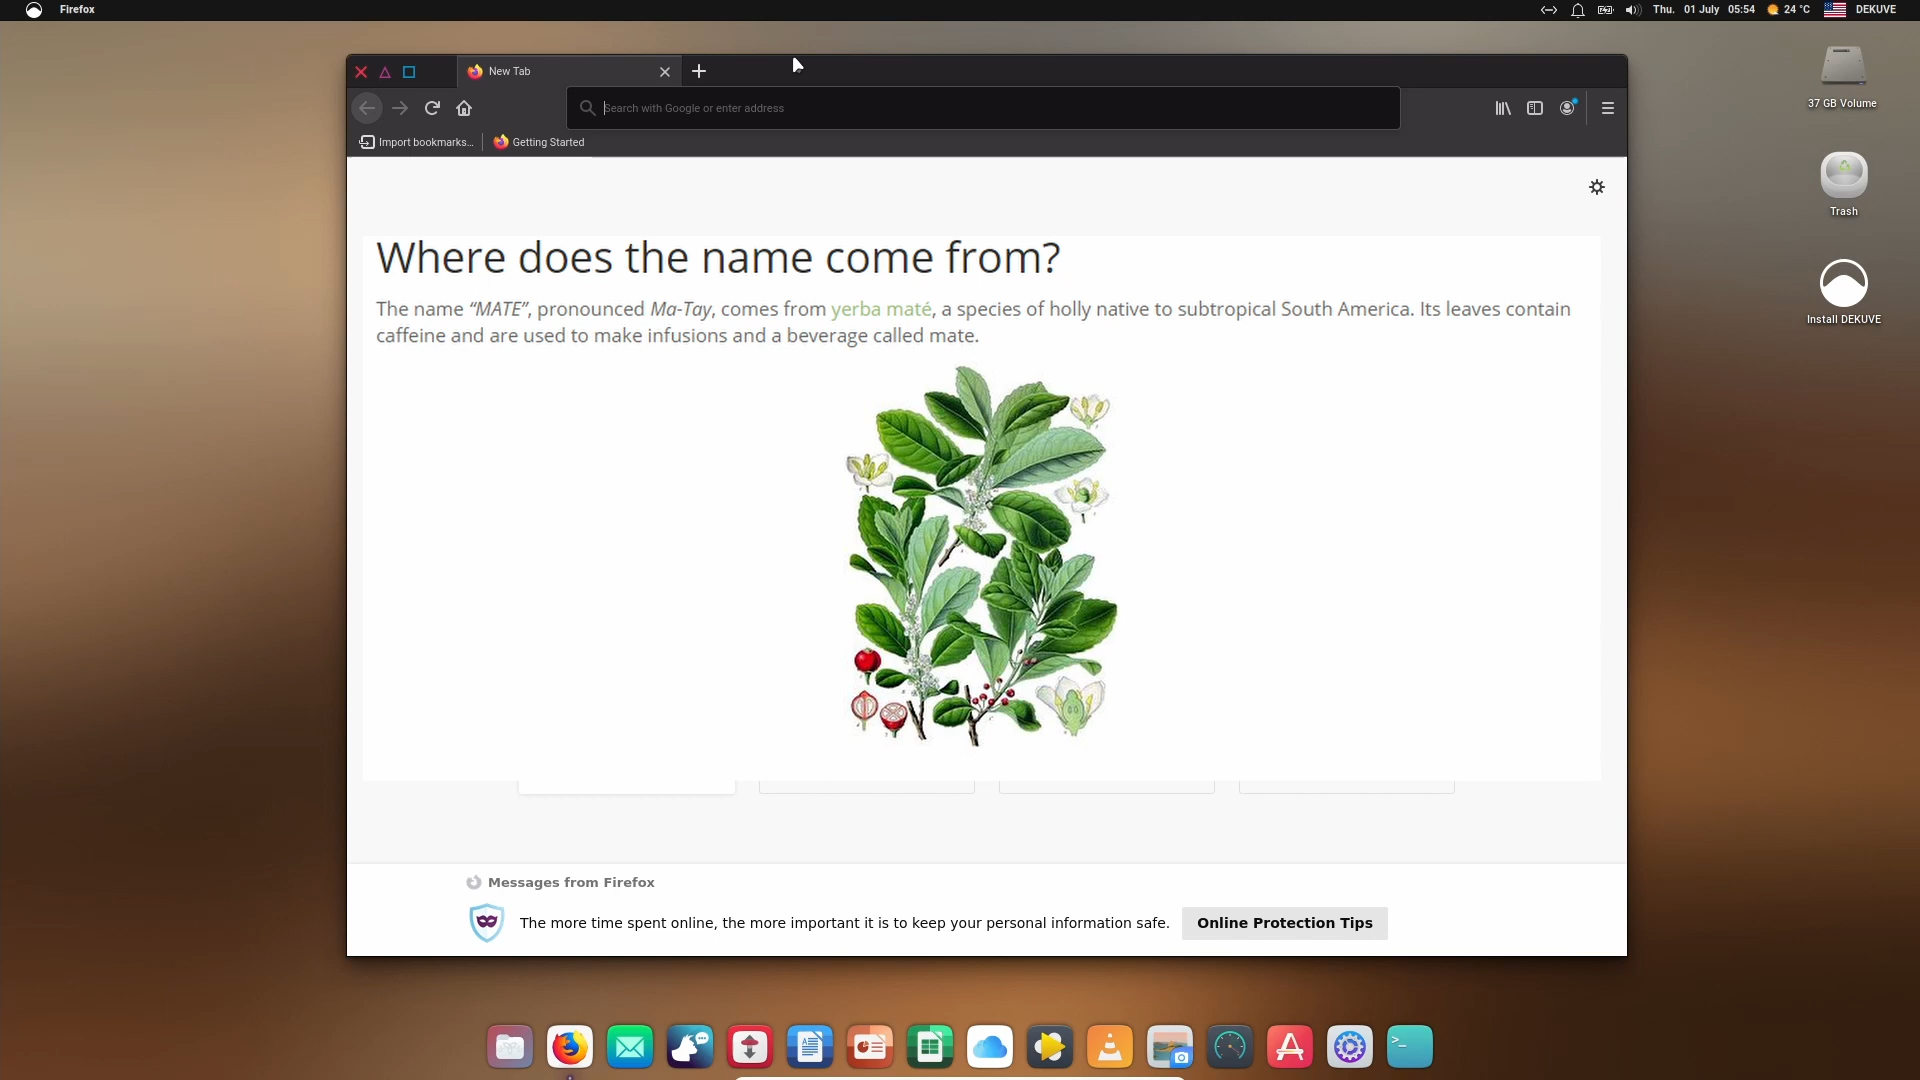 Firefox
Thu. 01 July 05:54 24 °C DEKUVE
New Tab
Search with Google or enter address
Import bookmarks...
Getting Started
37 GB Volume
Trash
Install DEKUVE
Where does the name come from?
The name “MATE”, pronounced Ma-Tay, comes from yerba maté, a species of holly native to subtropical South America. Its leaves contain
caffeine and are used to make infusions and a beverage called mate.
Messages from Firefox
The more time spent online, the more important it is to keep your personal information safe.
Online Protection Tips
>_